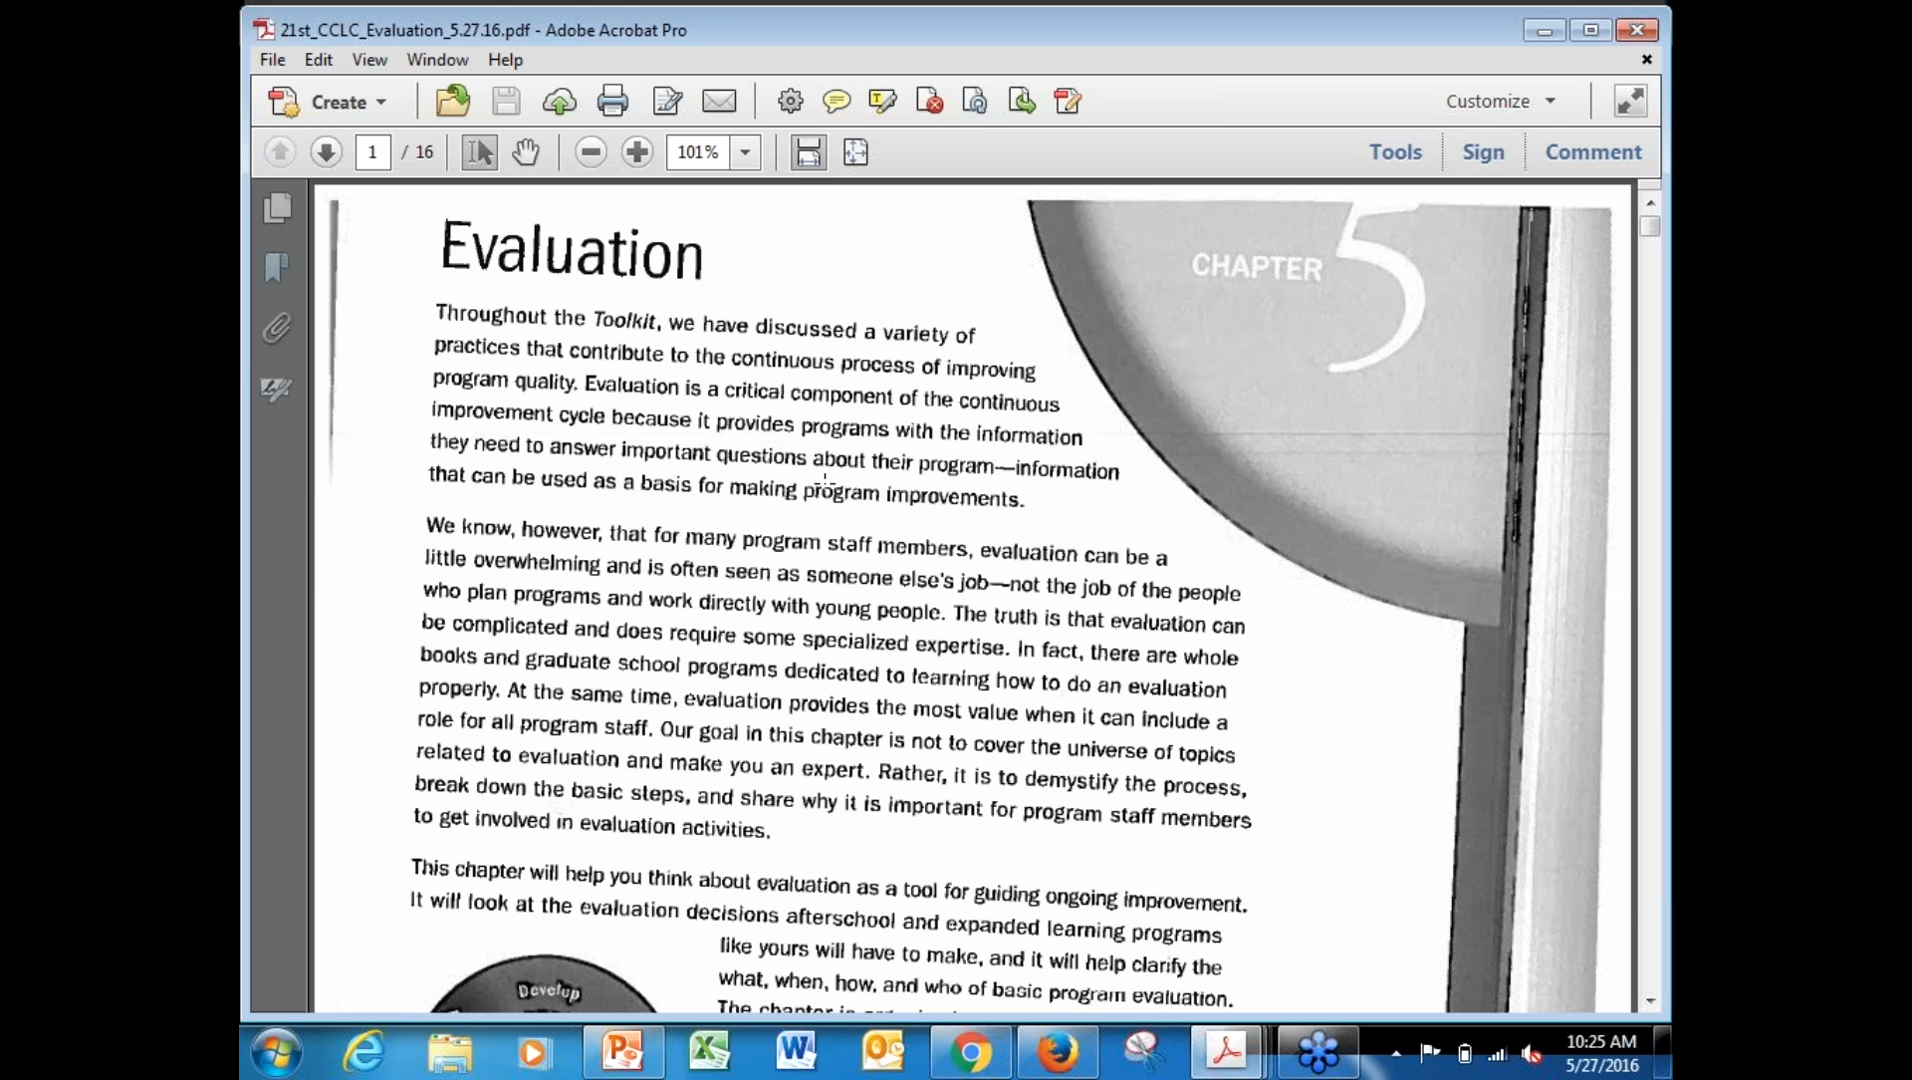 21st_CCLC_Evaluation_5.27.16.pdf - Adobe Acrobat Pro
File Edit View Window Help
Create
Customize
1 / 16
101%
Tools Sign Comment
Evaluation
CHAPTER 5
Throughout the Toolkit, we have discussed a variety of
practices that contribute to the continuous process of improving
program quality. Evaluation is a critical component of the continuous
improvement cycle because it provides programs with the information
they need to answer important questions about their program—information
that can be used as a basis for making program improvements.
We know, however, that for many program staff members, evaluation can be a
little overwhelming and is often seen as someone else's job—not the job of the people
who plan programs and work directly with young people. The truth is that evaluation can
be complicated and does require some specialized expertise. In fact, there are whole
books and graduate school programs dedicated to learning how to do an evaluation
properly. At the same time, evaluation provides the most value when it can include a
role for all program staff. Our goal in this chapter is not to cover the universe of topics
related to evaluation and make you an expert. Rather, it is to demystify the process,
break down the basic steps, and share why it is important for program staff members
to get involved in evaluation activities.
This chapter will help you think about evaluation as a tool for guiding ongoing improvement.
It will look at the evaluation decisions afterschool and expanded learning programs
like yours will have to make, and it will help clarify the
what, when, how, and who of basic program evaluation.
The chapter is
Develop
10:25 AM
5/27/2016